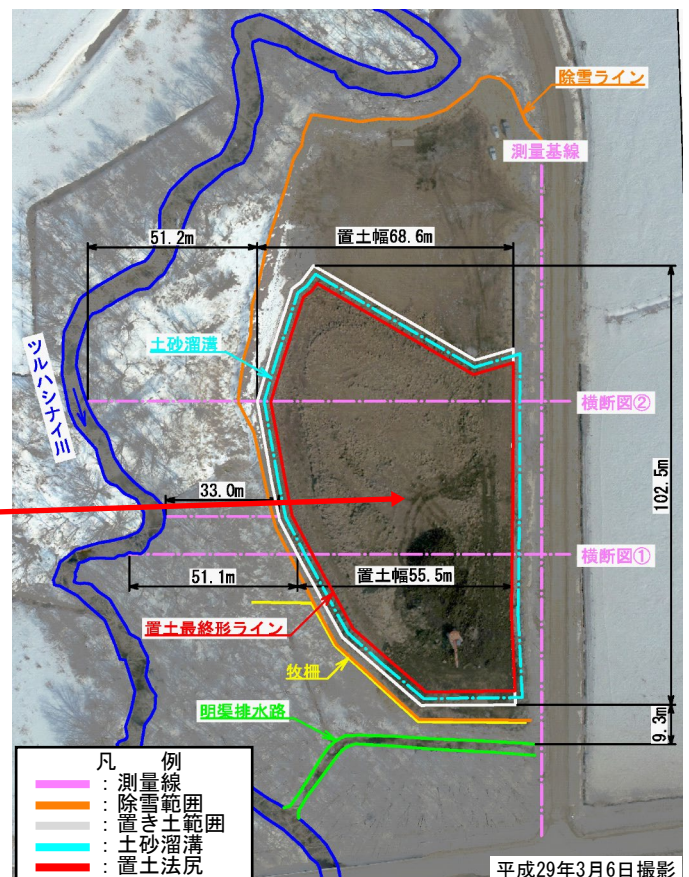 除雪ライン
測量基線
51.2m
置土幅68.6m
土砂溜溝
ツルハシナイ川
横断図②
33.0m
102.5m
横断図①
51.1m
置土幅55.5m
置土最終形ライン
牧柵
明渠排水路
9.3m
凡 例
：測量線
：除雪範囲
：置き土範囲
：土砂溜溝
：置土法尻
平成29年3月6日撮影